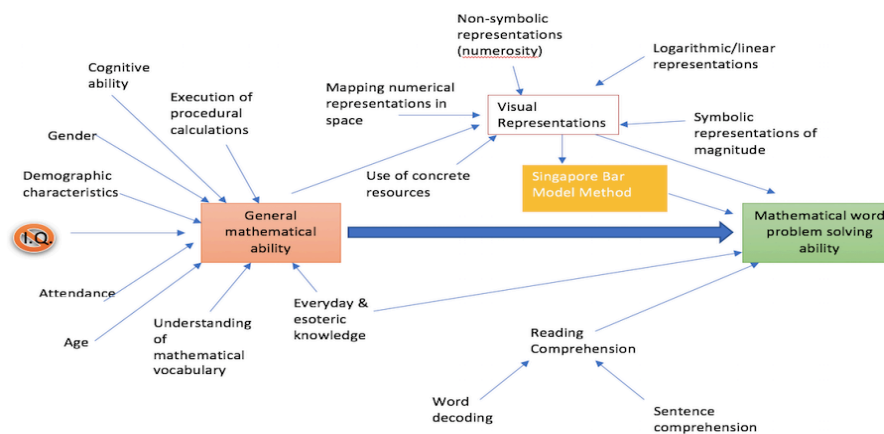 Non-symbolic
representations
(numerosity)
Logarithmic/linear
representations
Cognitive
ability
Execution of
procedural
calculations
Mapping numerical
representations in
space
Visual
Representations
Symbolic
representations of
magnitude
Gender
Use of concrete
resources
Singapore Bar
Model Method
Demographic
characteristics
General
mathematical
ability
Mathematical word
problem solving
ability
I.Q.
Attendance
Everyday &
esoteric
knowledge
Age
Understanding
of
mathematical
vocabulary
Reading
Comprehension
Word
decoding
Sentence
comprehension